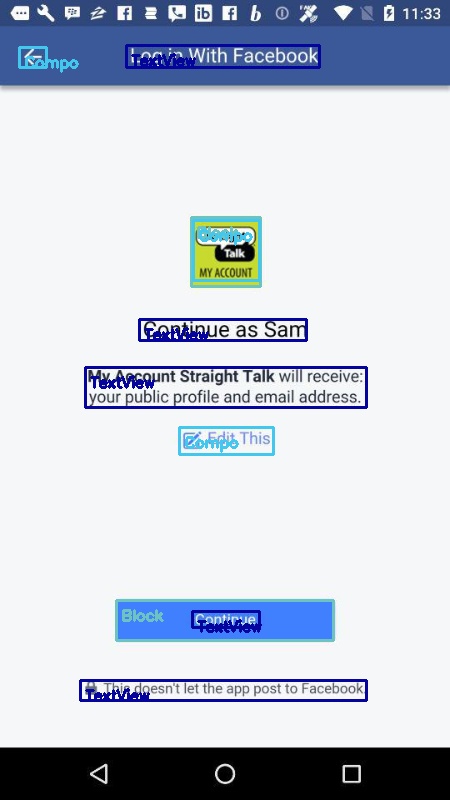 11:33
Compo
Log in With Facebook
TextView
Block
Compo
Talk
MY ACCOUNT
Continue as Sam
TextView
My Account Straight Talk will receive:
TextView
your public profile and email address.
Edit This
Compo
Block
Continue
TextView
This doesn't let the app post to Facebook
TextView